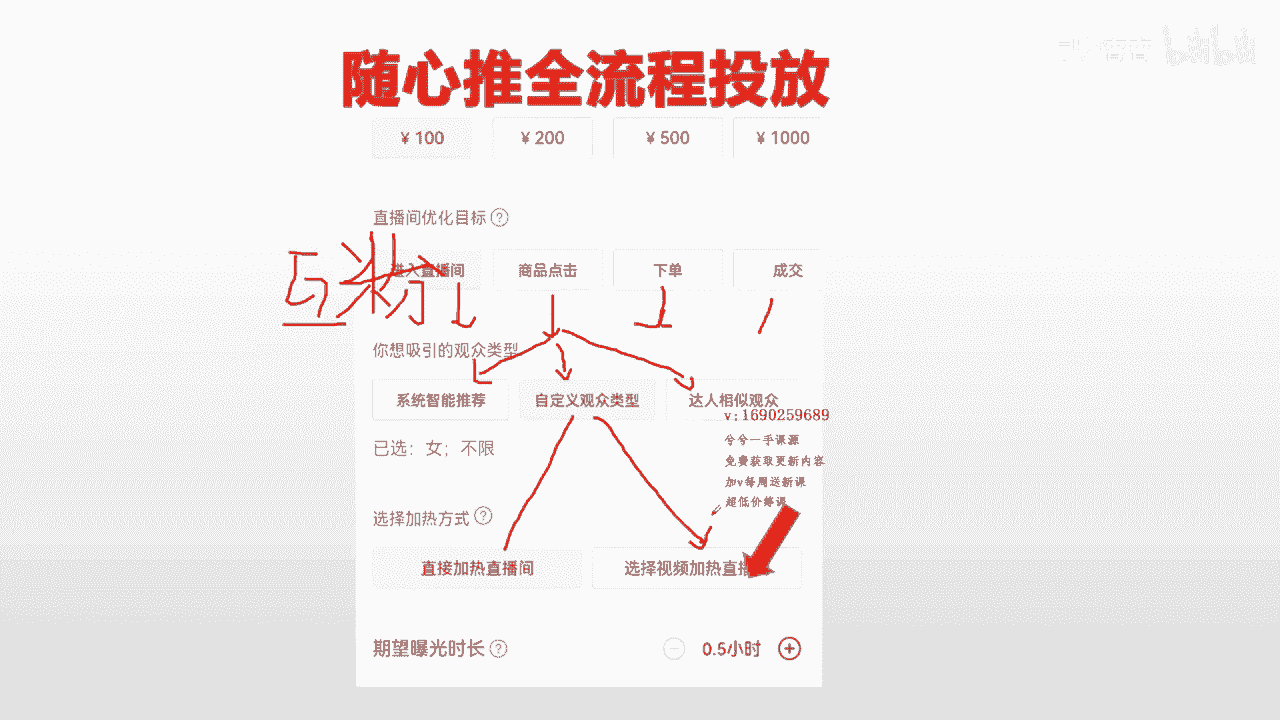 随心推全流程投放
¥ 100 ¥ 200 ¥ 500 ¥ 1000
直播间优化目标 ?
进入直播间 商品点击 下单 成交
你想吸引的观众类型
系统智能推荐 自定义观众类型 达人相似观众
v:1690259689
已选：女；不限
兮兮一手课源
免费获取更新内容
加v每周送新课
超低价修课
选择加热方式 ?
直接加热直播间 选择视频加热直播
期望曝光时长 ? 0.5小时
bilibili